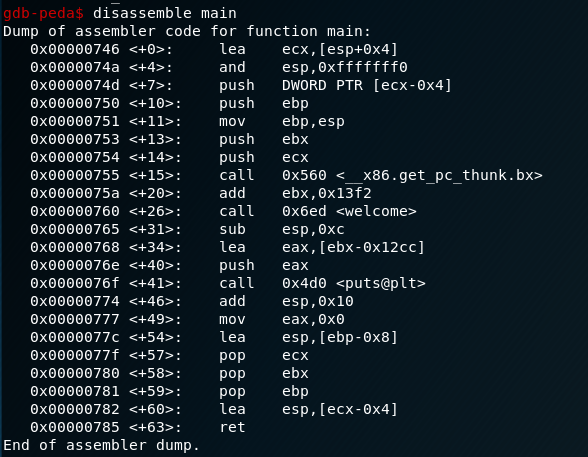 gdb-peda$ disassemble main
Dump of assembler code for function main:
   0x00000746 <+0>:     lea    ecx,[esp+0x4]
   0x0000074a <+4>:     and    esp,0xfffffff0
   0x0000074d <+7>:     push   DWORD PTR [ecx-0x4]
   0x00000750 <+10>:    push   ebp
   0x00000751 <+11>:    mov    ebp,esp
   0x00000753 <+13>:    push   ebx
   0x00000754 <+14>:    push   ecx
   0x00000755 <+15>:    call   0x560 <__x86.get_pc_thunk.bx>
   0x0000075a <+20>:    add    ebx,0x13f2
   0x00000760 <+26>:    call   0x6ed <welcome>
   0x00000765 <+31>:    sub    esp,0xc
   0x00000768 <+34>:    lea    eax,[ebx-0x12cc]
   0x0000076e <+40>:    push   eax
   0x0000076f <+41>:    call   0x4d0 <puts@plt>
   0x00000774 <+46>:    add    esp,0x10
   0x00000777 <+49>:    mov    eax,0x0
   0x0000077c <+54>:    lea    esp,[ebp-0x8]
   0x0000077f <+57>:    pop    ecx
   0x00000780 <+58>:    pop    ebx
   0x00000781 <+59>:    pop    ebp
   0x00000782 <+60>:    lea    esp,[ecx-0x4]
   0x00000785 <+63>:    ret
End of assembler dump.